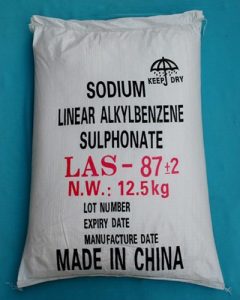 KEEP DRY
SODIUM
LINEAR ALKYLBENZENE
SULPHONATE
LAS-87±2
N.W.: 12.5kg
LOT NUMBER
EXPIRY DATE
MANUFACTURE DATE
MADE IN CHINA